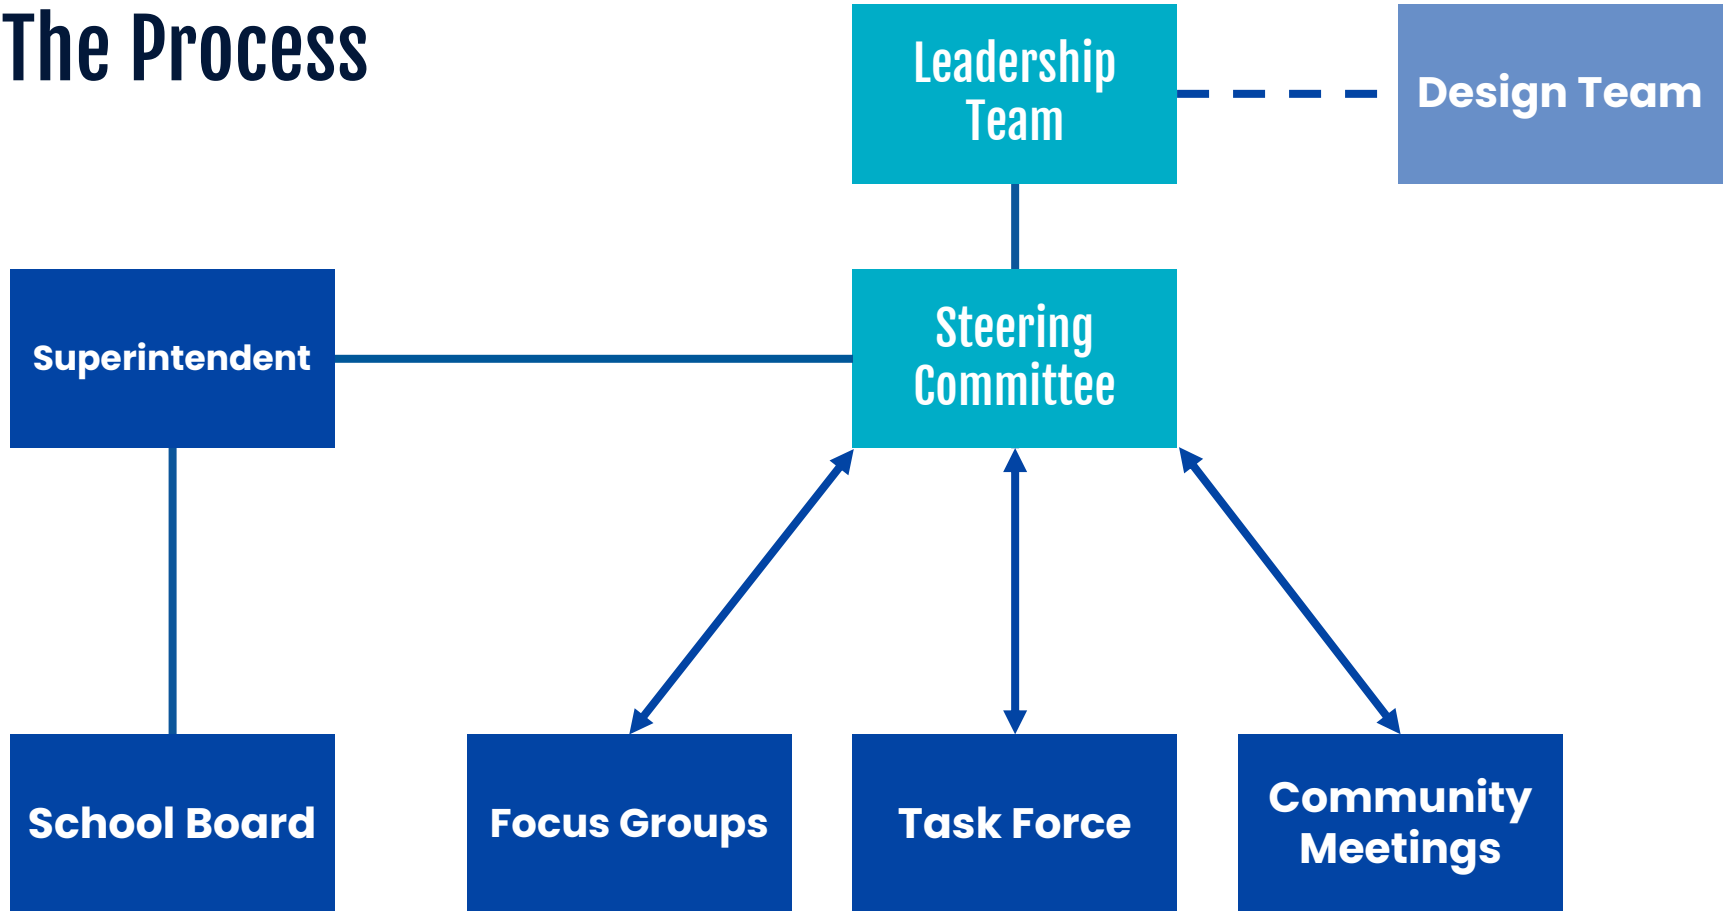 The Process
Leadership
Team
Design Team
Superintendent
Steering
Committee
School Board
Focus Groups
Task Force
Community
Meetings